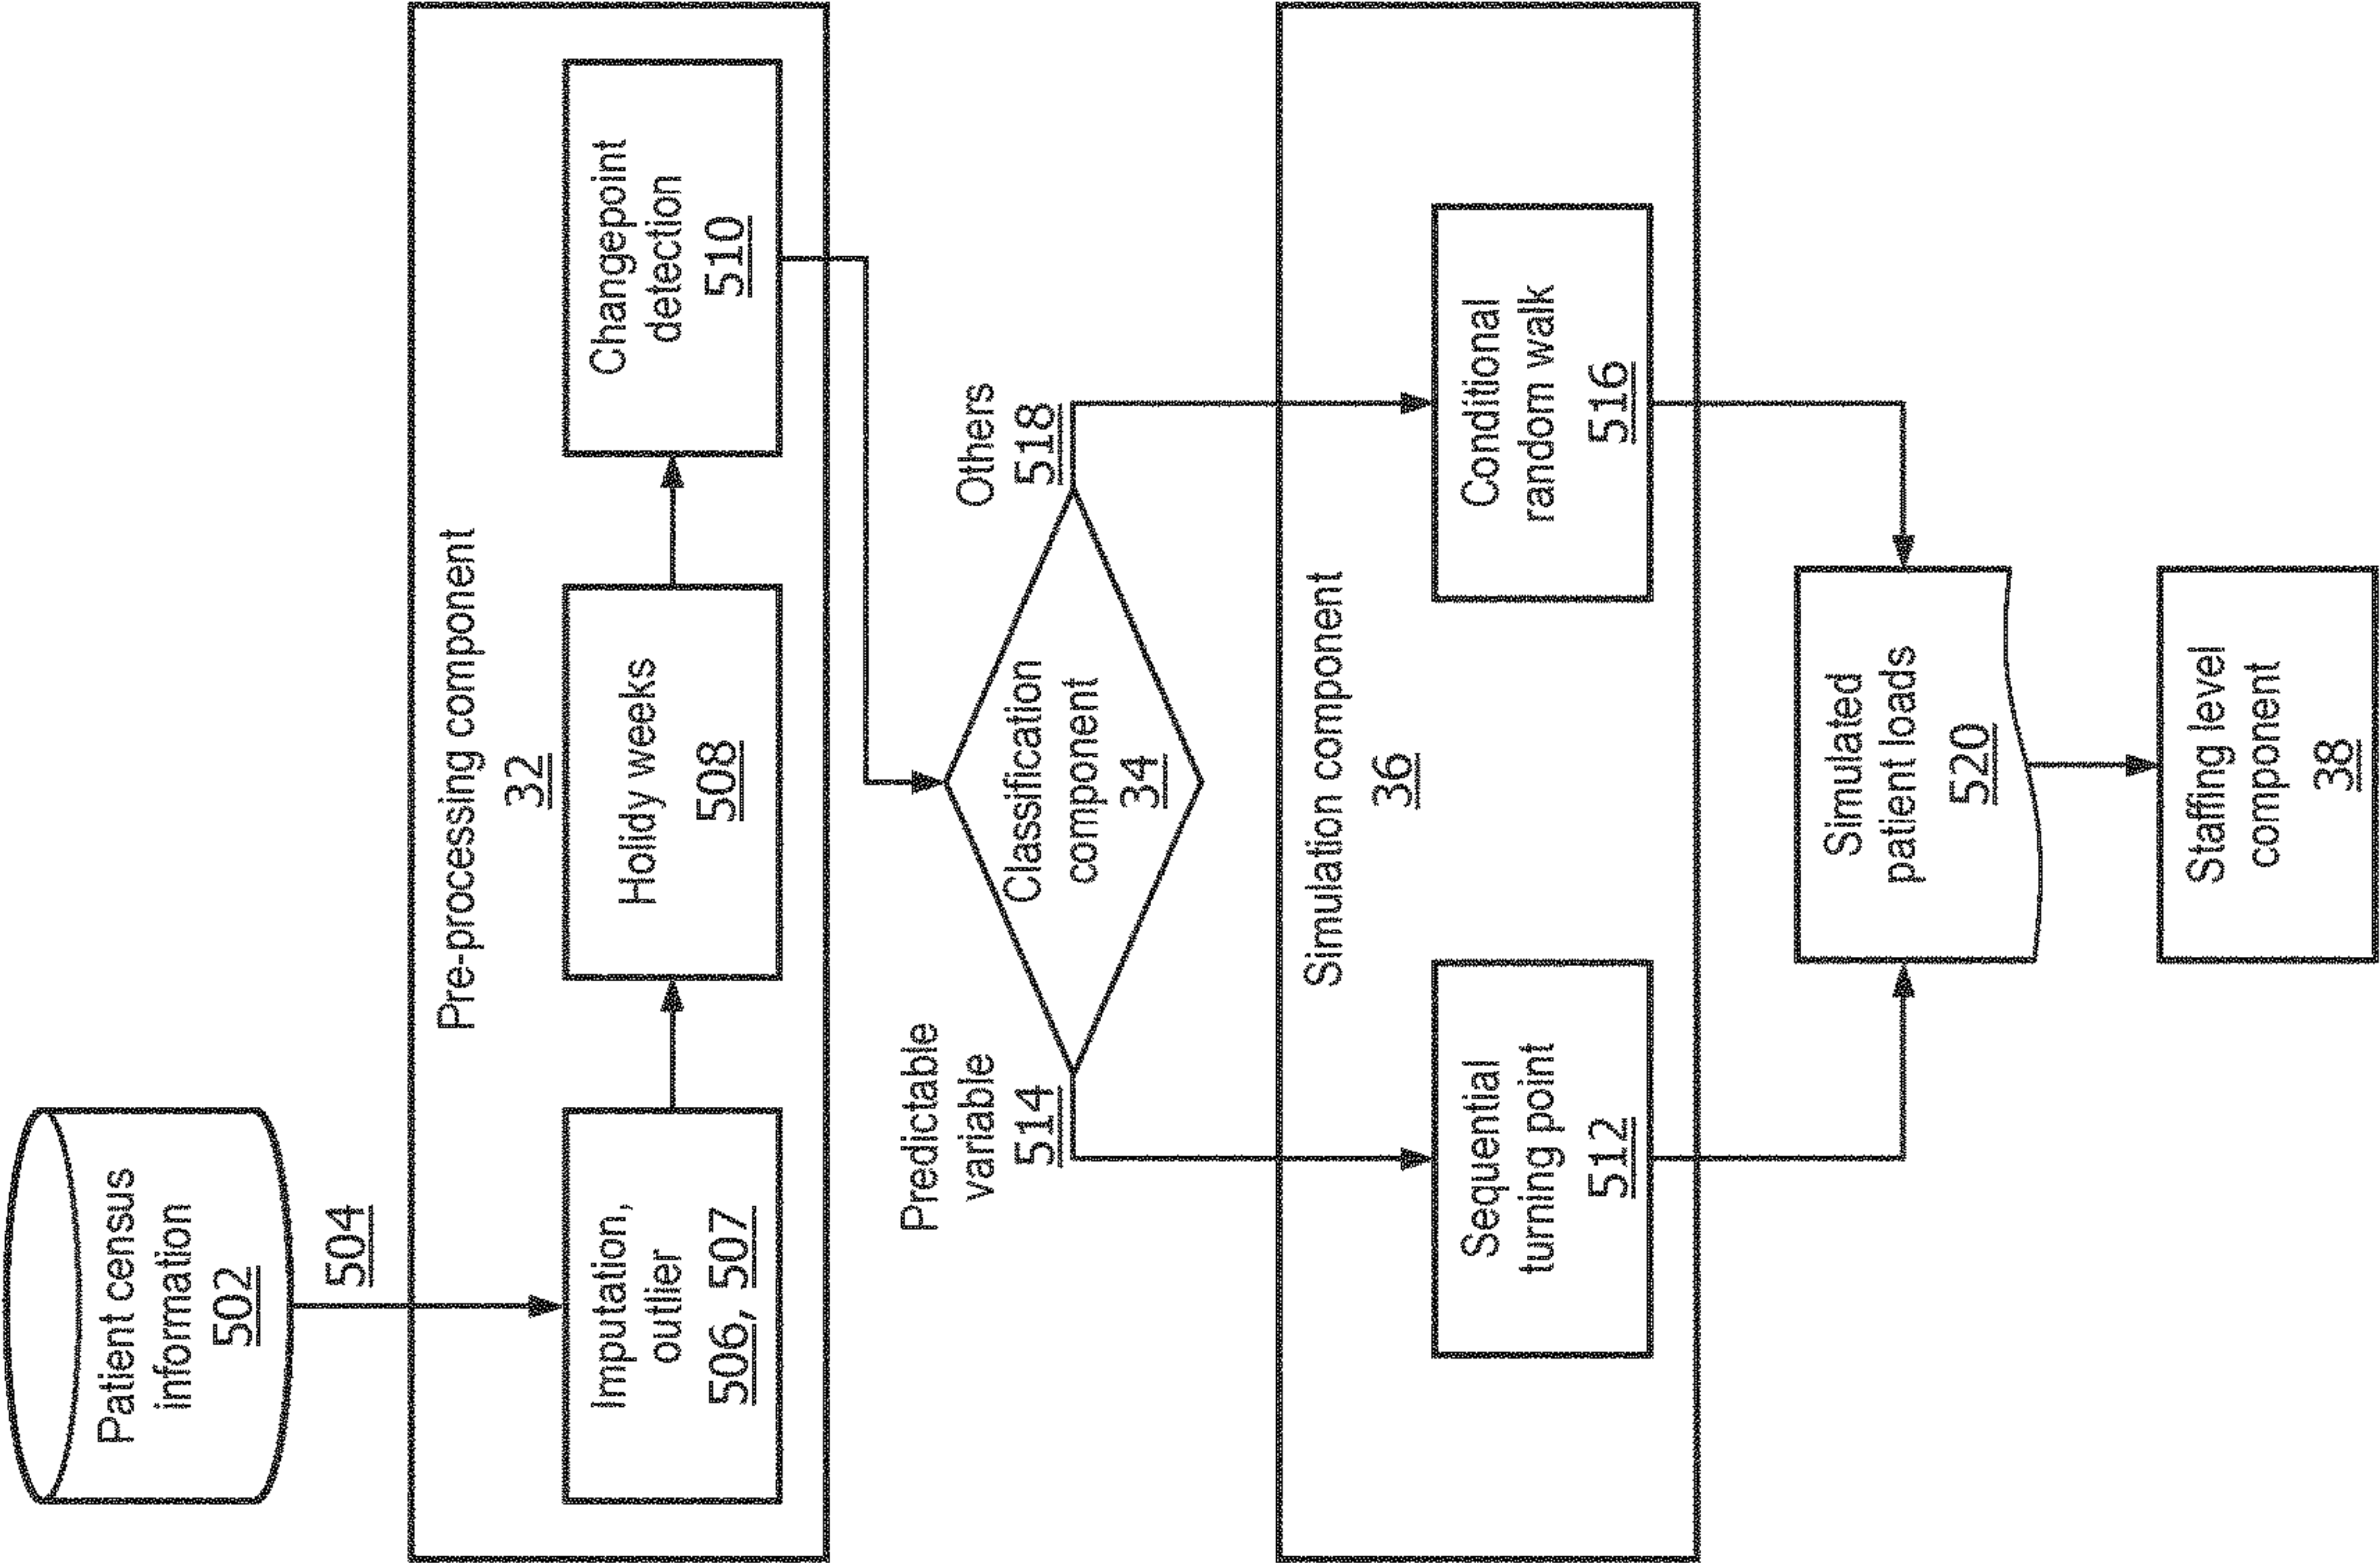 Patient census
information
502
504
Pre-processing component
32
Imputation,
outlier
506, 507
Holidy weeks
508
Changepoint
detection
510
Predictable
variable
514
Classification
component
34
Others
518
Simulation component
36
Sequential
turning point
512
Conditional
random walk
516
Simulated
patient loads
520
Staffing level
component
38